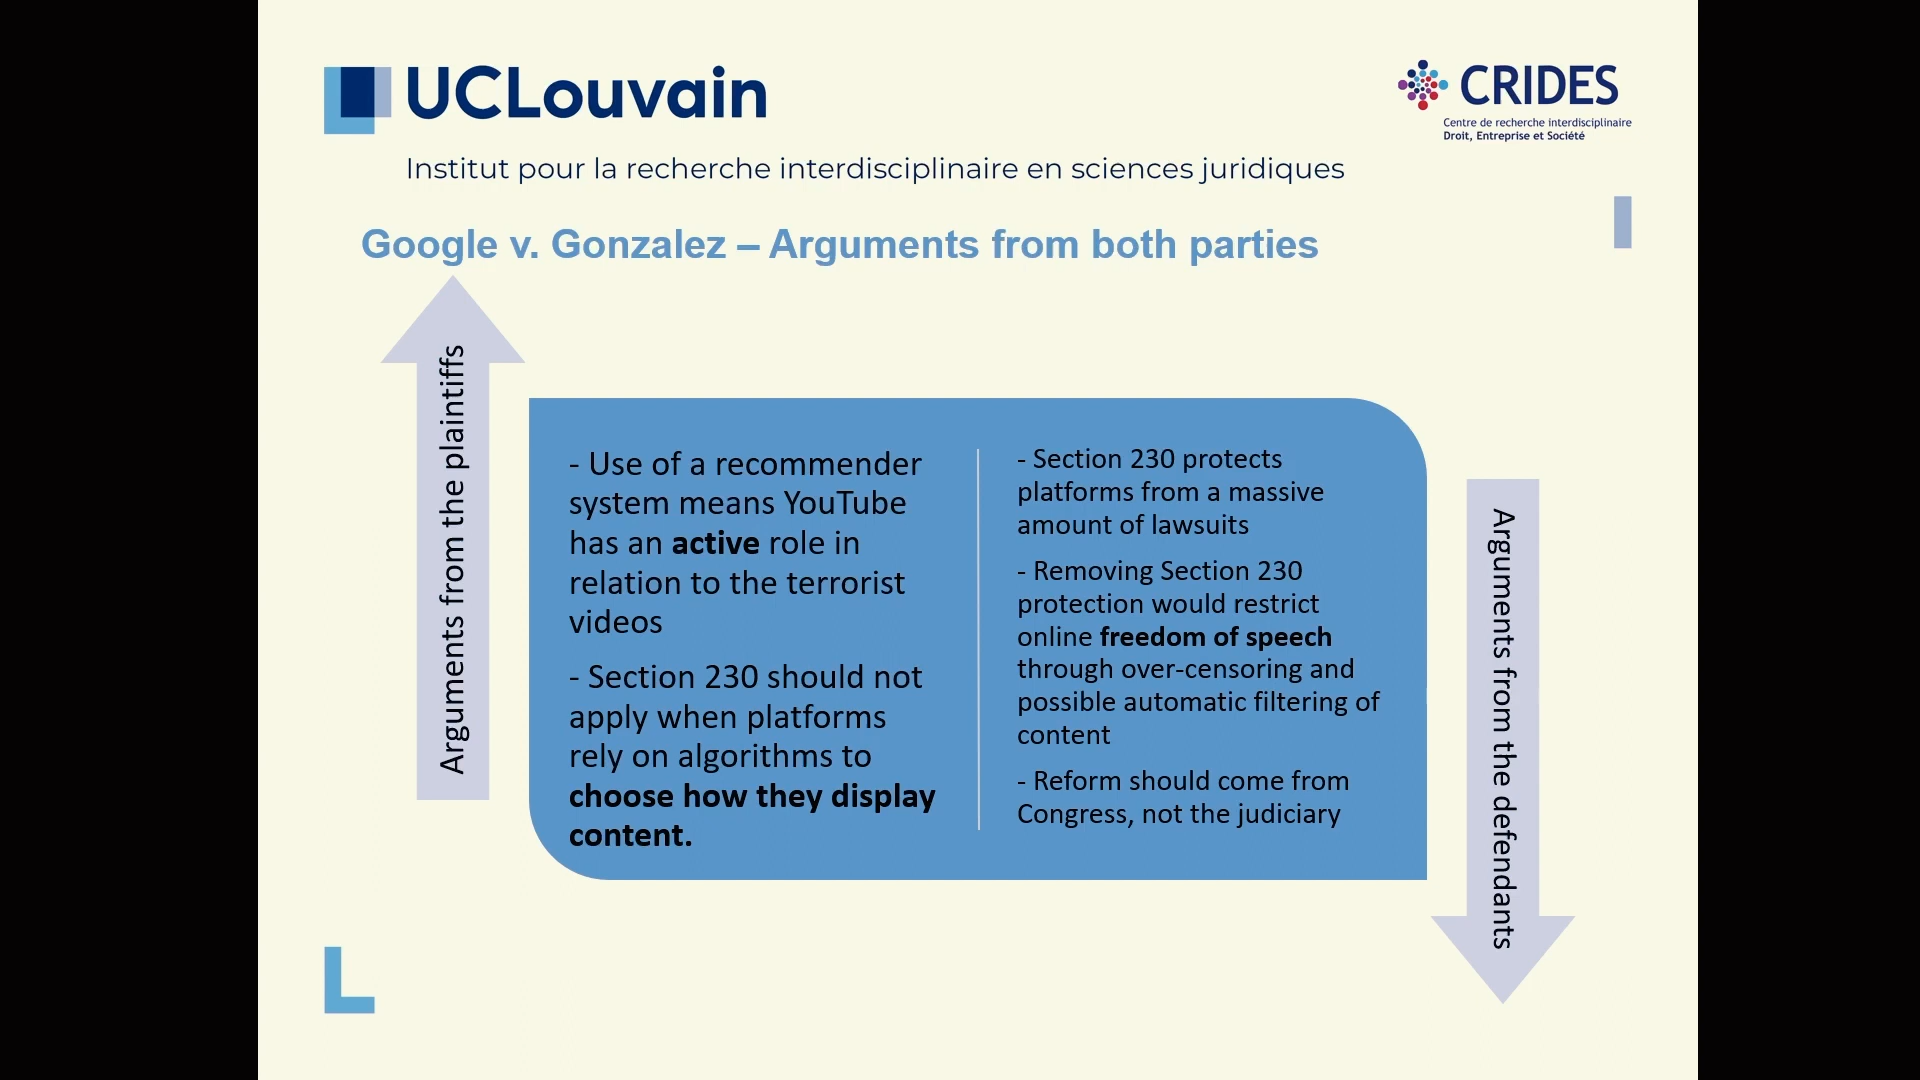 UCLouvain
CRIDES
Centre de recherche interdisciplinaire
Droit, Entreprise et Société
Institut pour la recherche interdisciplinaire en sciences juridiques
Google v. Gonzalez – Arguments from both parties
Arguments from the plaintiffs
- Use of a recommender
system means YouTube
has an active role in
relation to the terrorist
videos
- Section 230 should not
apply when platforms
rely on algorithms to
choose how they display
content.
- Section 230 protects
platforms from a massive
amount of lawsuits
- Removing Section 230
protection would restrict
online freedom of speech
through over-censoring and
possible automatic filtering of
content
- Reform should come from
Congress, not the judiciary
Arguments from the defendants